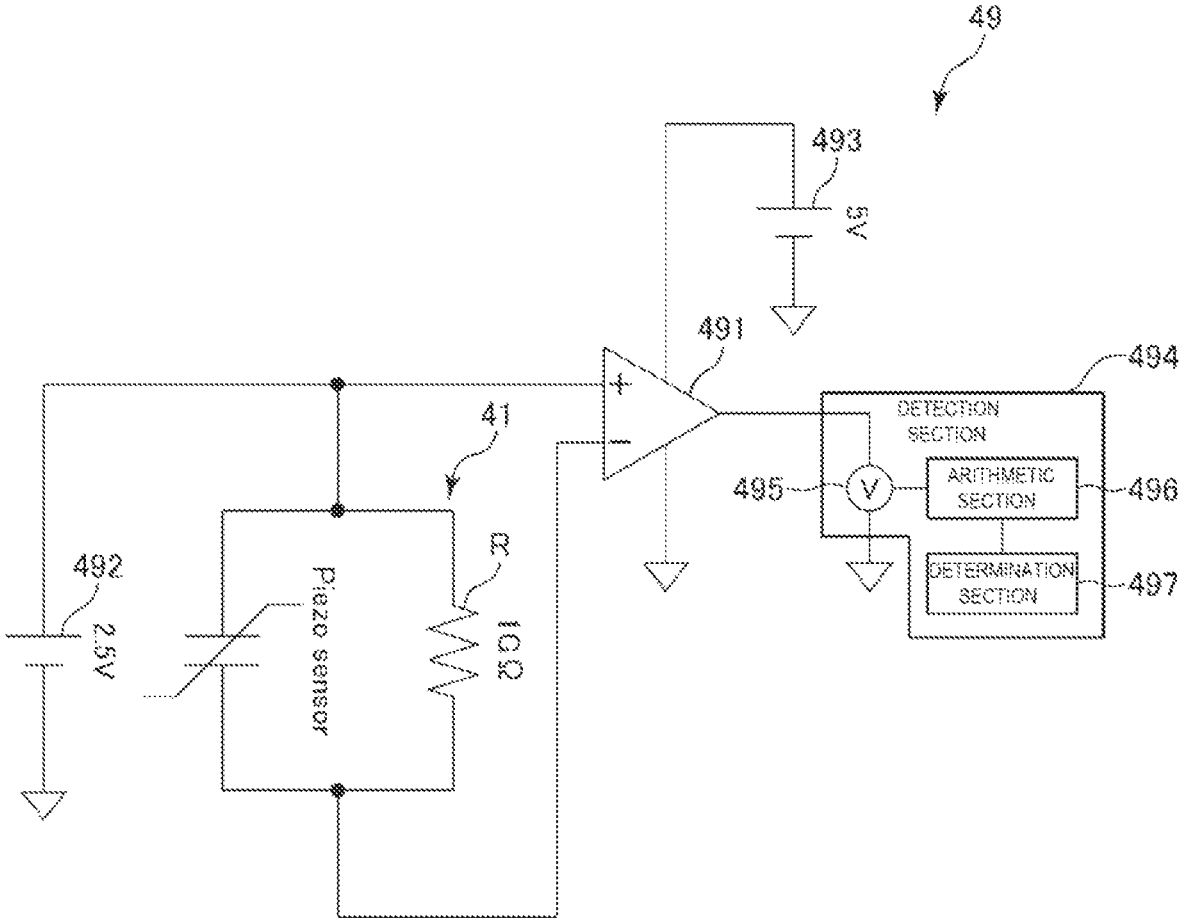 49
493
5V
491
+
−
494
DETECTION
SECTION
41
495
V
ARITHMETIC
SECTION
496
R
492
2.5V
Piezo sensor
1GΩ
DETERMINATION
SECTION
497